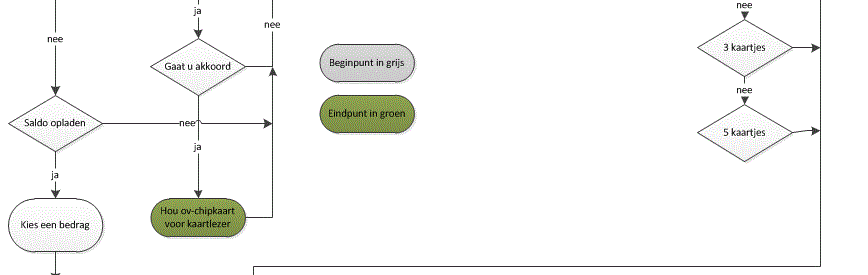 ja
nee
nee
nee
Gaat u akkoord
Beginpunt in grijs
3 kaartjes
nee
Saldo opladen
nee
Eindpunt in groen
5 kaartjes
ja
ja
Hou ov-chipkaart
voor kaartlezer
Kies een bedrag